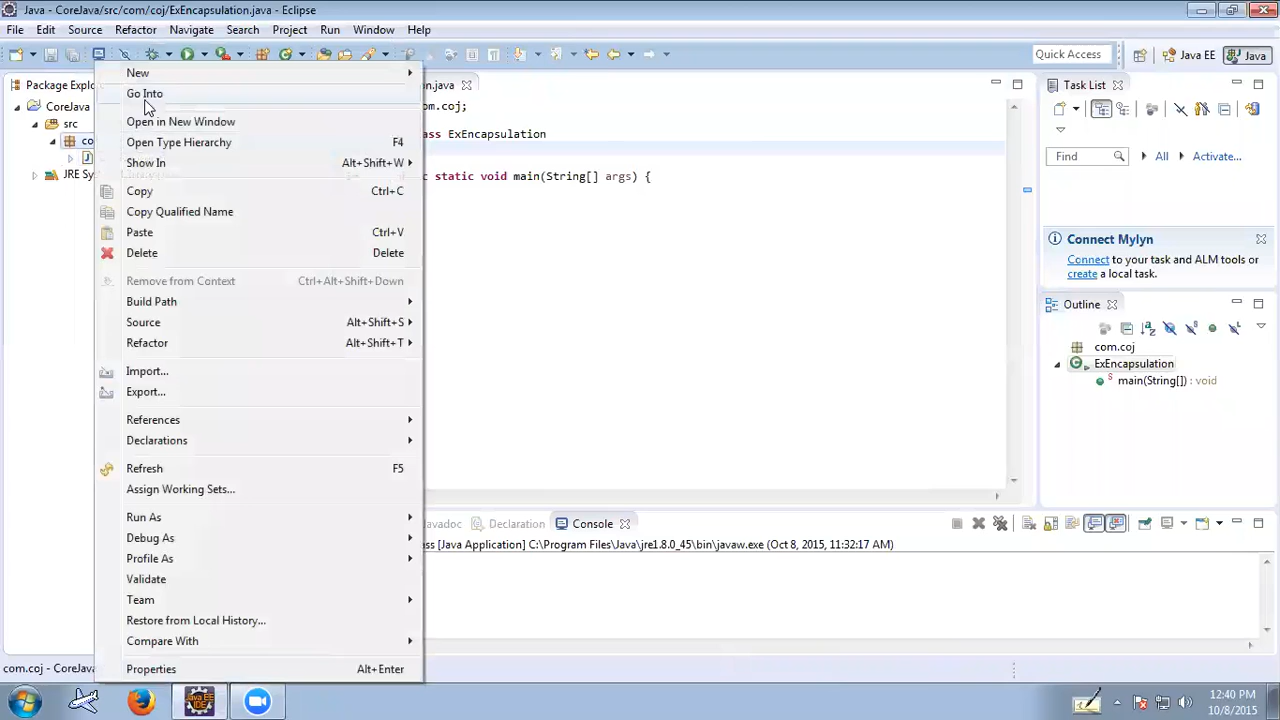 Java - CoreJava/src/com/coj/ExEncapsulation.java - Eclipse
File Edit Source Refactor Navigate Search Project Run Window Help
Quick Access Java EE Java
Package Explo
n.java
Task List
CoreJava
src
co
J
JRE Sy
New
Go Into
Open in New Window
Open Type Hierarchy F4
Show In Alt+Shift+W
Copy Ctrl+C
Copy Qualified Name
Paste Ctrl+V
Delete Delete
Remove from Context Ctrl+Alt+Shift+Down
Build Path
Source Alt+Shift+S
Refactor Alt+Shift+T
Import...
Export...
References
Declarations
Refresh F5
Assign Working Sets...
Run As
Debug As
Profile As
Validate
Team
Restore from Local History...
Compare With
Properties Alt+Enter
om.coj;
ass ExEncapsulation
c static void main(String[] args) {
Find All Activate...
Connect Mylyn
Connect to your task and ALM tools or
create a local task.
Outline
com.coj
ExEncapsulation
S main(String[]) : void
avadoc Declaration Console
ass [Java Application] C:\Program Files\Java\jre1.8.0_45\bin\javaw.exe (Oct 8, 2015, 11:32:17 AM)
com.coj - CoreJava
Java EE
IDE
12:40 PM
10/8/2015